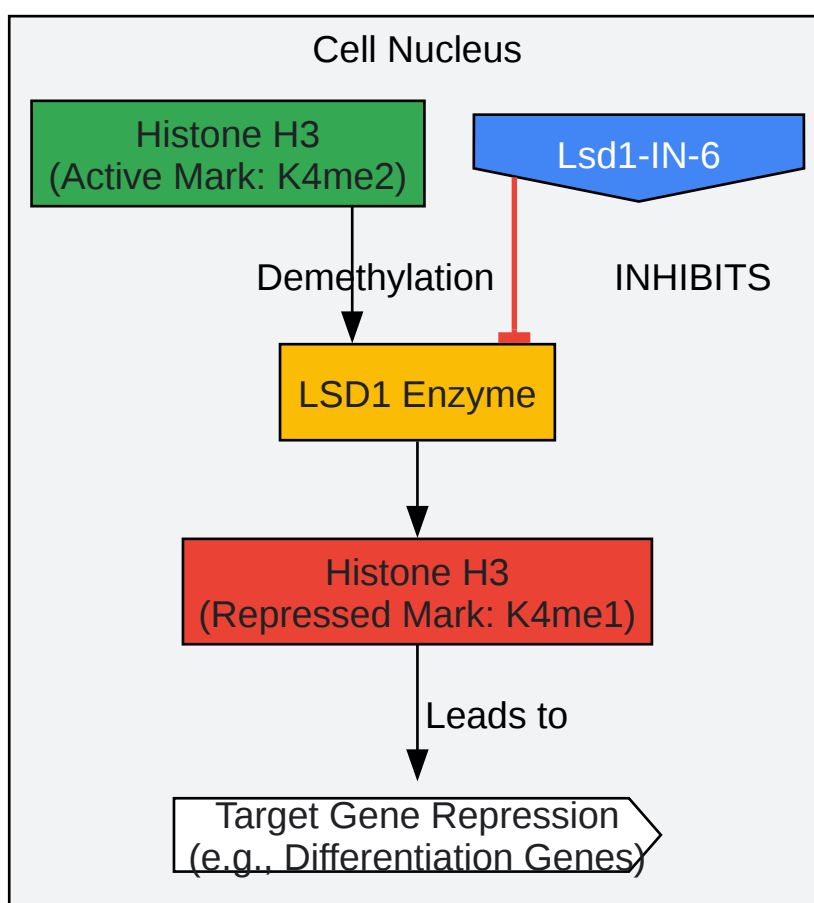 Cell Nucleus
Histone H3
(Active Mark: K4me2)
Lsd1-IN-6
Demethylation
INHIBITS
LSD1 Enzyme
Histone H3
(Repressed Mark: K4me1)
Leads to
Target Gene Repression
(e.g., Differentiation Genes)